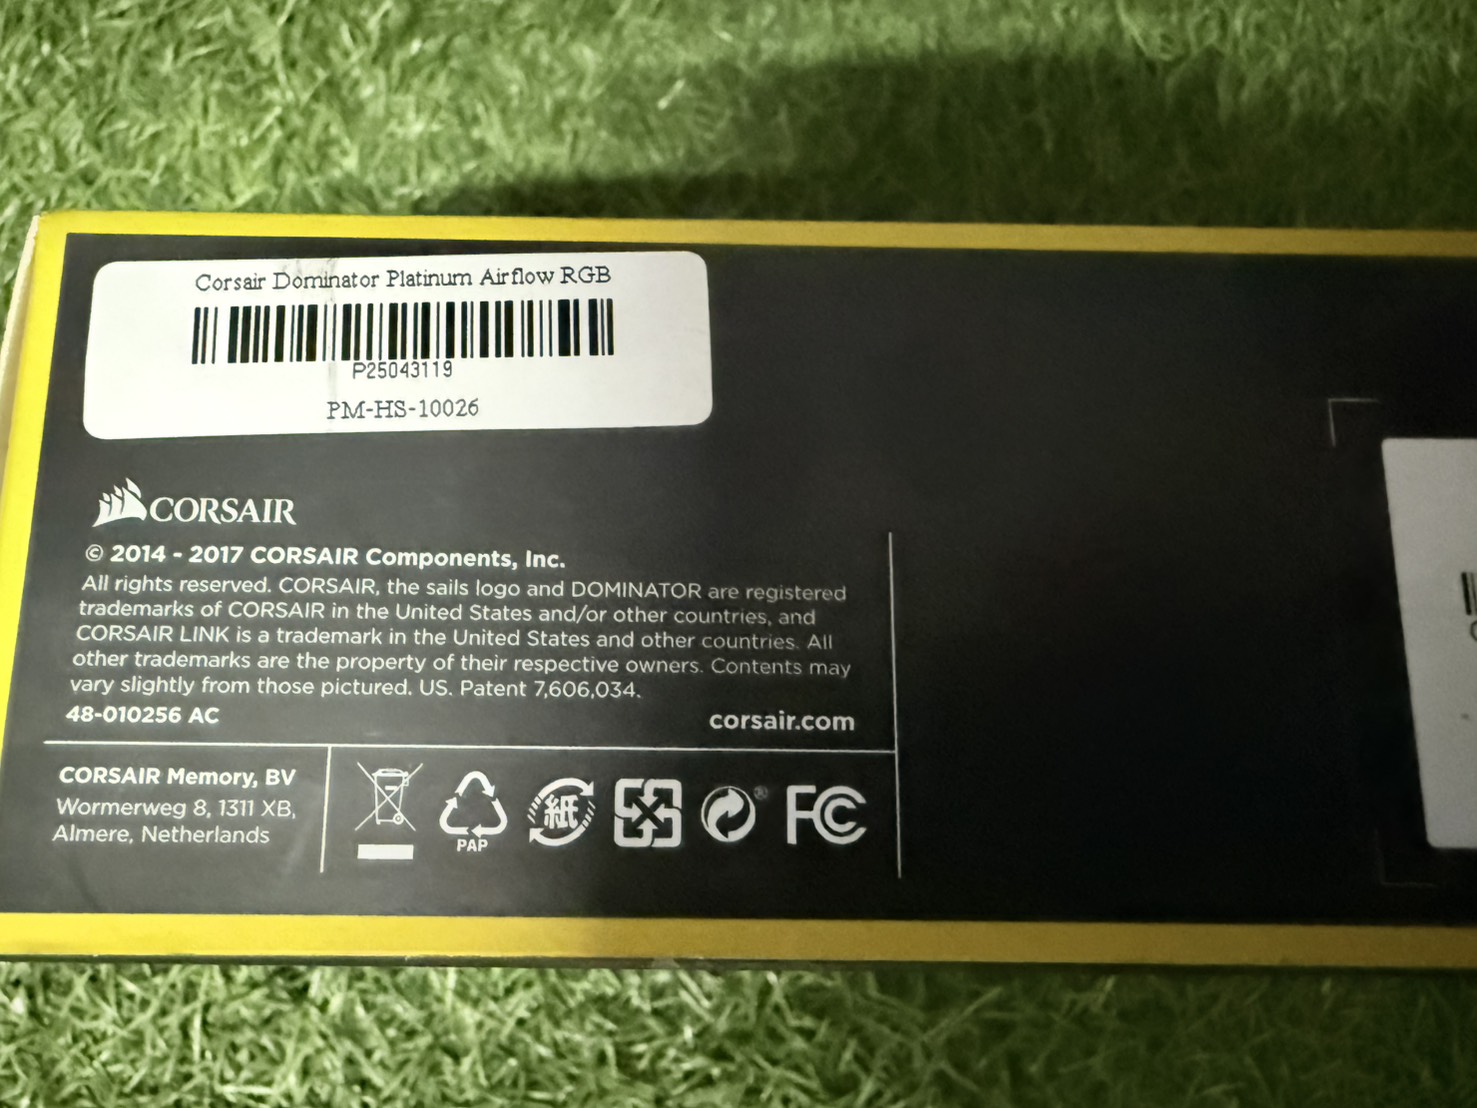 Corsair Dominator Platinum Airflow RGB
P25043119
PM-HS-10026
CORSAIR
© 2014 - 2017 CORSAIR Components, Inc.
All rights reserved. CORSAIR, the sails logo and DOMINATOR are registered
trademarks of CORSAIR in the United States and/or other countries, and
CORSAIR LINK is a trademark in the United States and other countries. All
other trademarks are the property of their respective owners. Contents may
vary slightly from those pictured. US. Patent 7,606,034.
48-010256 AC
corsair.com
CORSAIR Memory, BV
Wormerweg 8, 1311 XB,
Almere, Netherlands
PAP
紙
®
FC